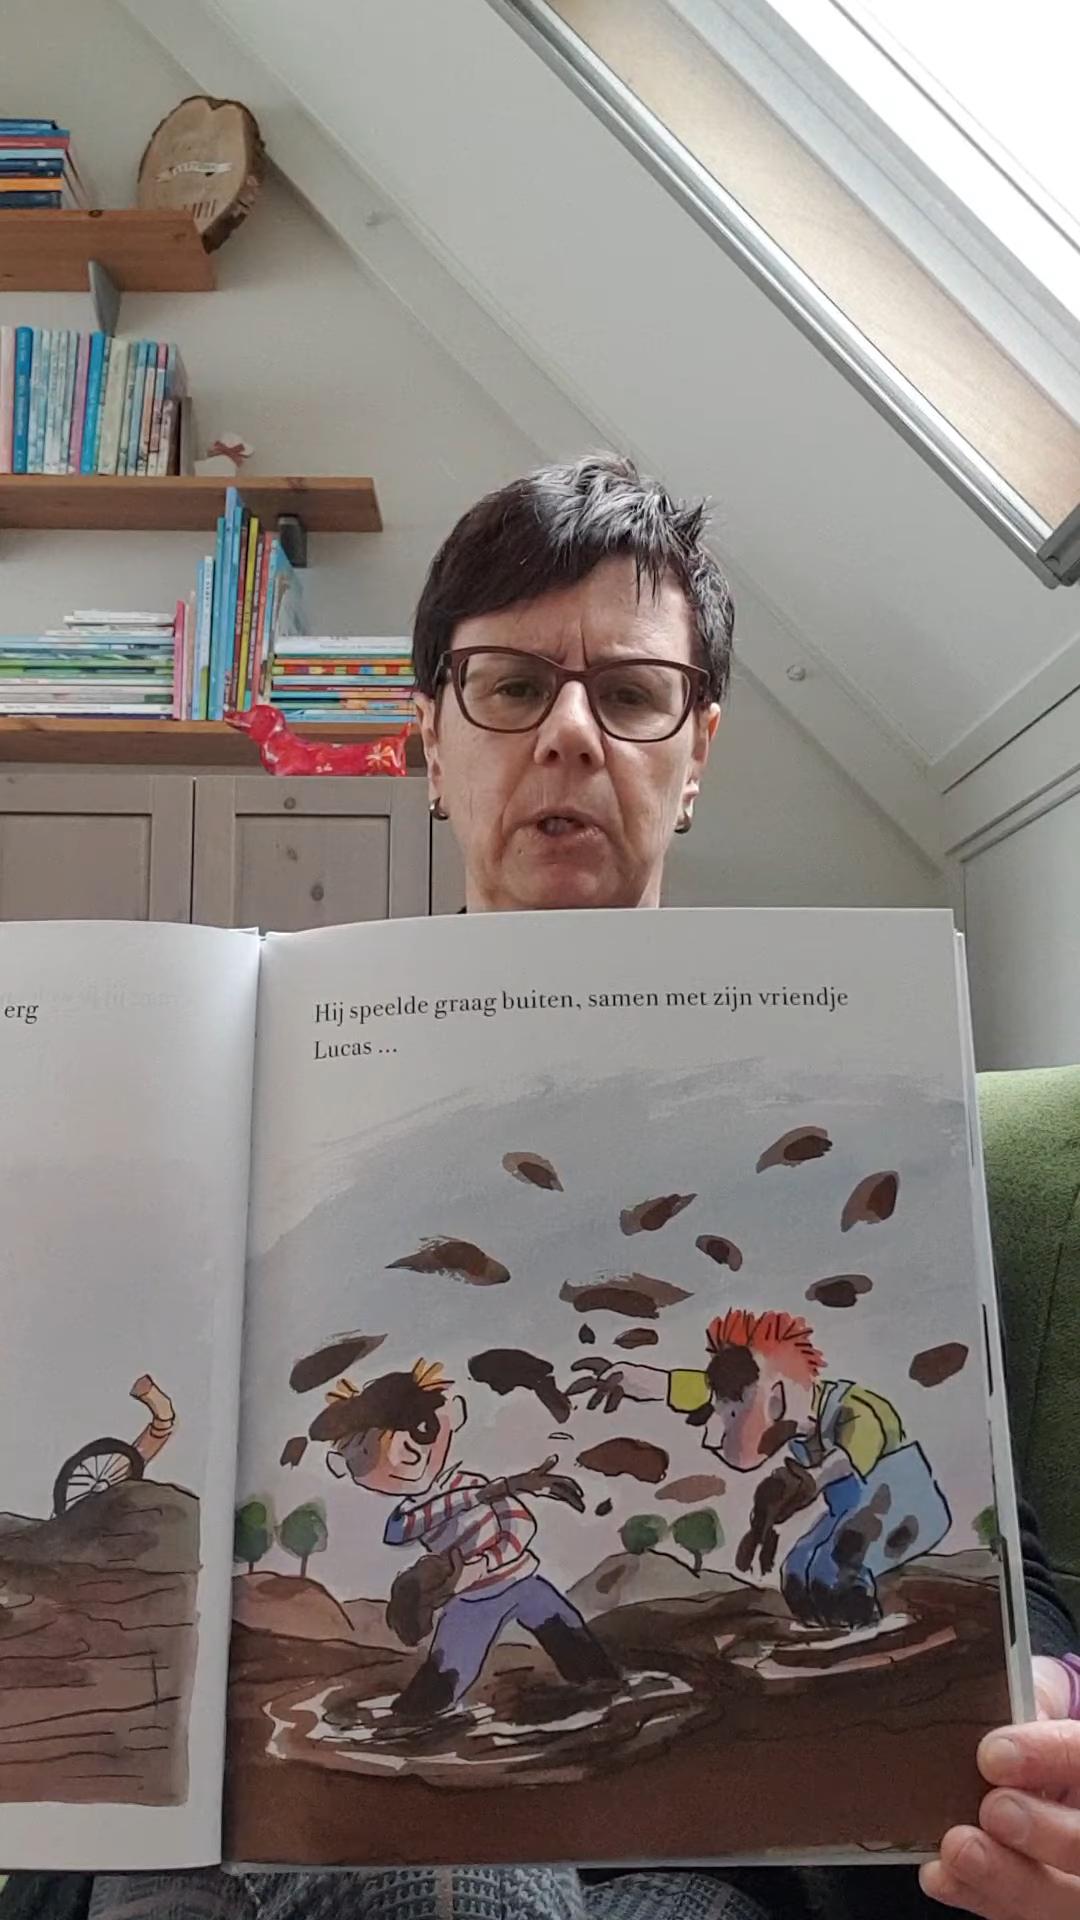 erg
Hij speelde graag buiten, samen met zijn vriendje
Lucas ...